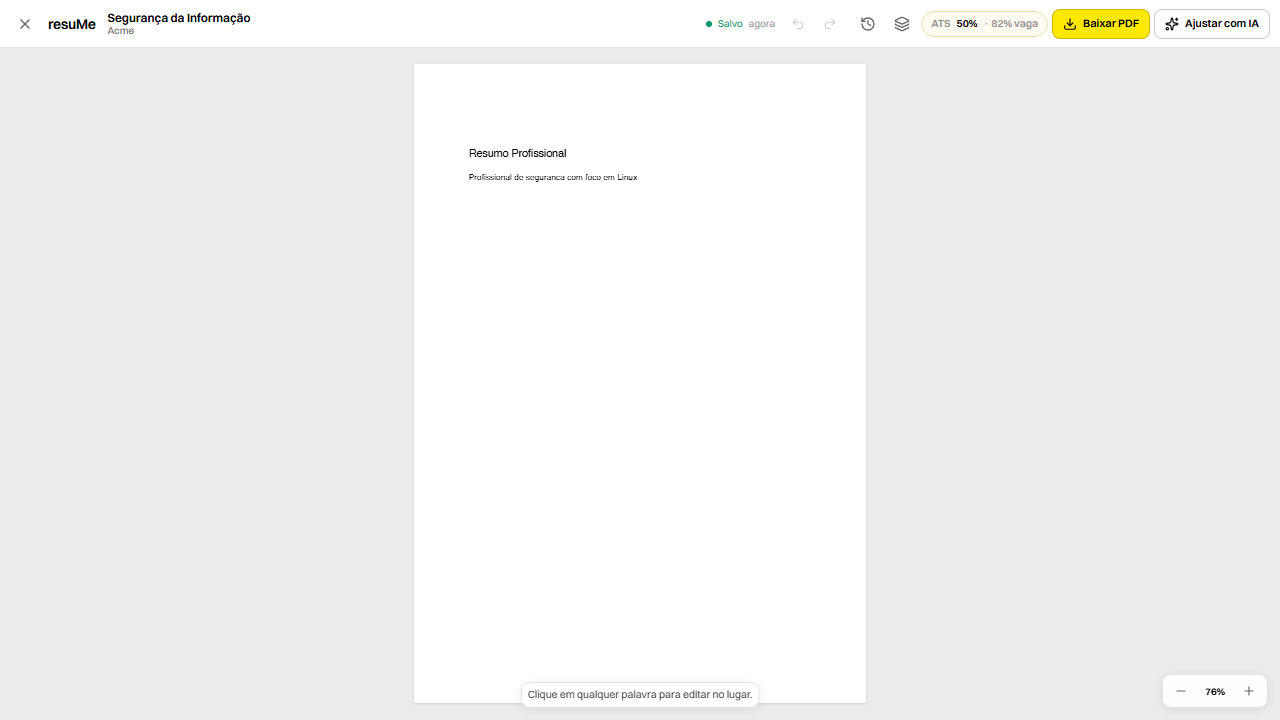 resuMe
Segurança da Informação
Acme
Salvo agora
ATS 50% · 82% vaga
Baixar PDF
Ajustar com IA
Resumo Profissional
Profissional de seguranca com foco em Linux
Clique em qualquer palavra para editar no lugar.
76%